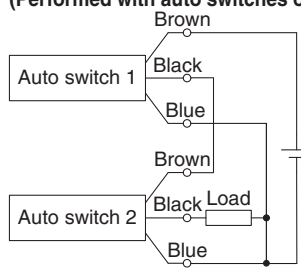 (Performed with auto switches
Brown
Black
Auto switch 1
Blue
Brown
Black Load
Auto switch 2
Blue